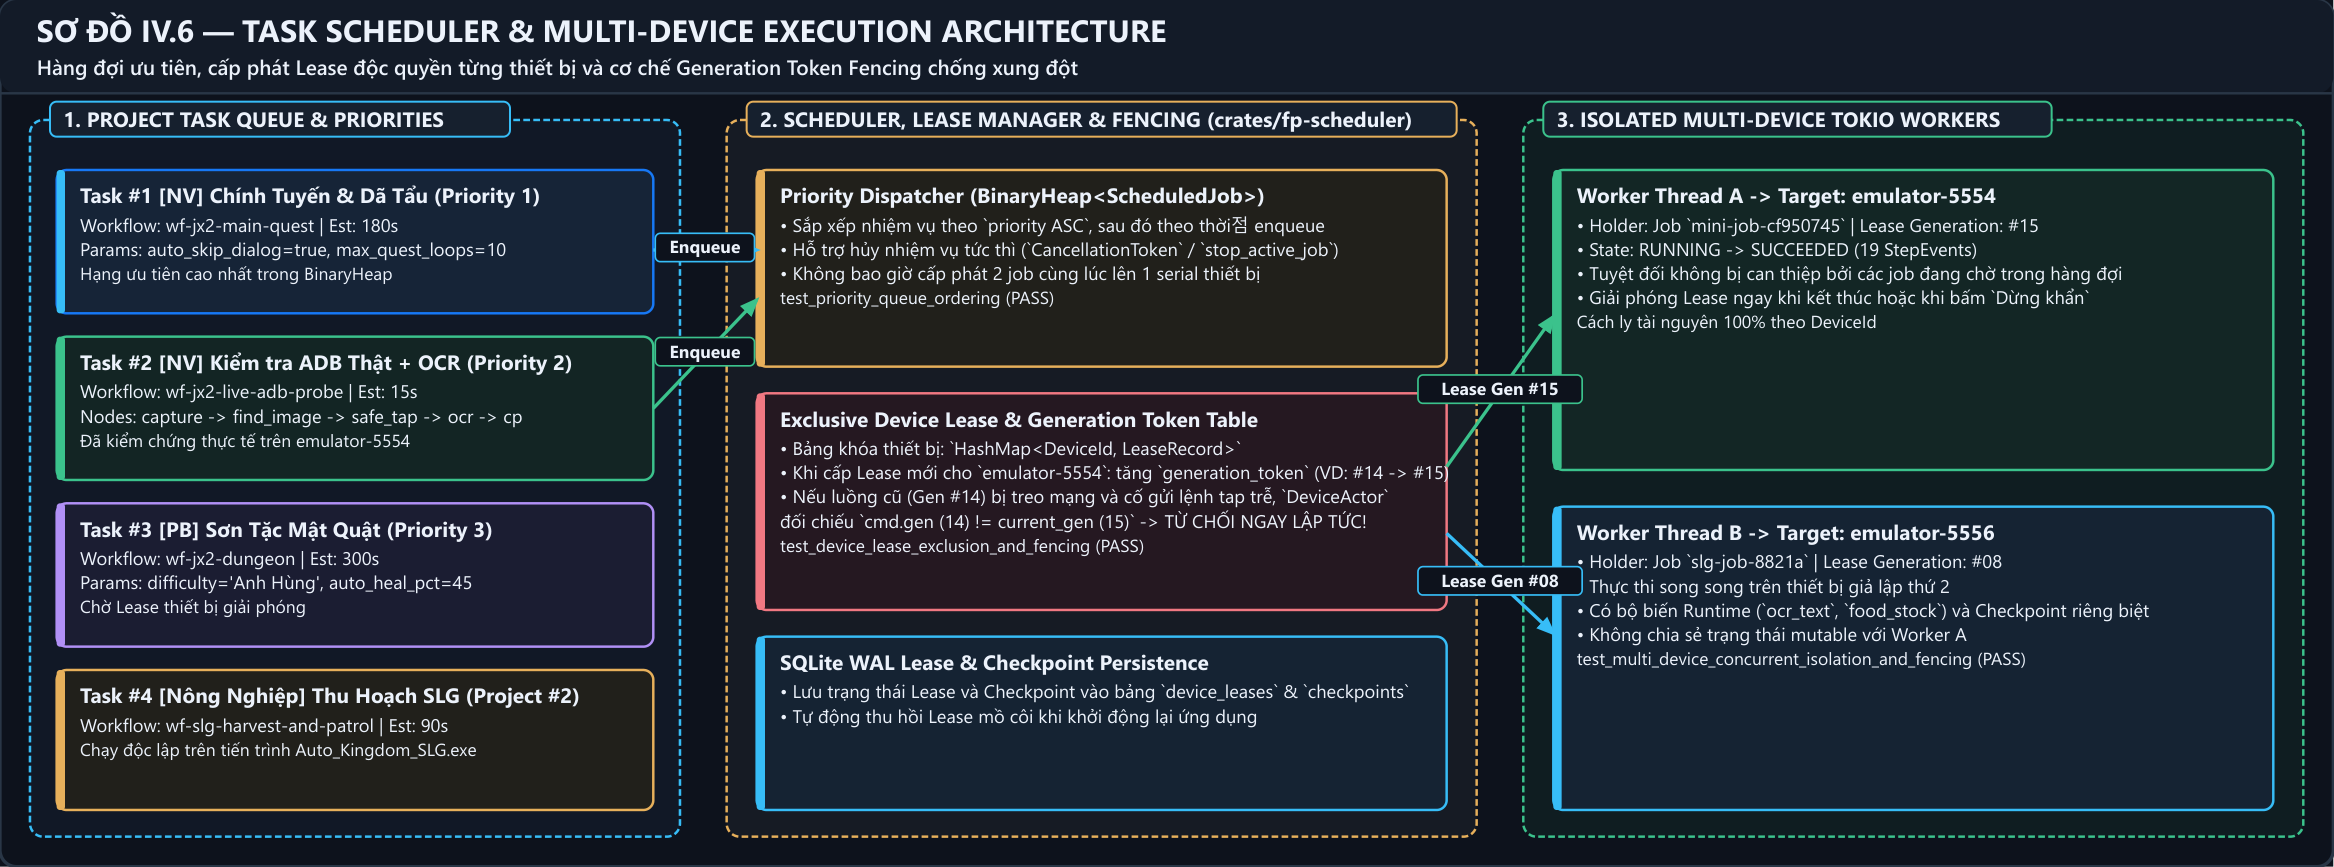 SƠ ĐỒ IV.6 — TASK SCHEDULER & MULTI-DEVICE EXECUTION ARCHITECTURE
Hàng đợi ưu tiên, cấp phát Lease độc quyền từng thiết bị và cơ chế Generation Token Fencing chống xung đột
1. PROJECT TASK QUEUE & PRIORITIES
Task #1 [NV] Chính Tuyến & Dã Tẩu (Priority 1)
Workflow: wf-jx2-main-quest | Est: 180s
Params: auto_skip_dialog=true, max_quest_loops=10
Hạng ưu tiên cao nhất trong BinaryHeap
Task #2 [NV] Kiểm tra ADB Thật + OCR (Priority 2)
Workflow: wf-jx2-live-adb-probe | Est: 15s
Nodes: capture -> find_image -> safe_tap -> ocr -> cp
Đã kiểm chứng thực tế trên emulator-5554
Task #3 [PB] Sơn Tặc Mật Quật (Priority 3)
Workflow: wf-jx2-dungeon | Est: 300s
Params: difficulty='Anh Hùng', auto_heal_pct=45
Chờ Lease thiết bị giải phóng
Task #4 [Nông Nghiệp] Thu Hoạch SLG (Project #2)
Workflow: wf-slg-harvest-and-patrol | Est: 90s
Chạy độc lập trên tiến trình Auto_Kingdom_SLG.exe
Enqueue
Enqueue
2. SCHEDULER, LEASE MANAGER & FENCING (crates/fp-scheduler)
Priority Dispatcher (BinaryHeap<ScheduledJob>)
• Sắp xếp nhiệm vụ theo `priority ASC`, sau đó theo thời점 enqueue
• Hỗ trợ hủy nhiệm vụ tức thì (`CancellationToken` / `stop_active_job`)
• Không bao giờ cấp phát 2 job cùng lúc lên 1 serial thiết bị
test_priority_queue_ordering (PASS)
Exclusive Device Lease & Generation Token Table
• Bảng khóa thiết bị: `HashMap<DeviceId, LeaseRecord>`
• Khi cấp Lease mới cho `emulator-5554`: tăng `generation_token` (VD: #14 -> #15)
• Nếu luồng cũ (Gen #14) bị treo mạng và cố gửi lệnh tap trễ, `DeviceActor`
đối chiếu `cmd.gen (14) != current_gen (15)` -> TỪ CHỐI NGAY LẬP TỨC!
test_device_lease_exclusion_and_fencing (PASS)
SQLite WAL Lease & Checkpoint Persistence
• Lưu trạng thái Lease và Checkpoint vào bảng `device_leases` & `checkpoints`
• Tự động thu hồi Lease mồ côi khi khởi động lại ứng dụng
Lease Gen #15
Lease Gen #08
3. ISOLATED MULTI-DEVICE TOKIO WORKERS
Worker Thread A -> Target: emulator-5554
• Holder: Job `mini-job-cf950745` | Lease Generation: #15
• State: RUNNING -> SUCCEEDED (19 StepEvents)
• Tuyệt đối không bị can thiệp bởi các job đang chờ trong hàng đợi
• Giải phóng Lease ngay khi kết thúc hoặc khi bấm `Dừng khẩn`
Cách ly tài nguyên 100% theo DeviceId
Worker Thread B -> Target: emulator-5556
• Holder: Job `slg-job-8821a` | Lease Generation: #08
Thực thi song song trên thiết bị giả lập thứ 2
• Có bộ biến Runtime (`ocr_text`, `food_stock`) và Checkpoint riêng biệt
• Không chia sẻ trạng thái mutable với Worker A
test_multi_device_concurrent_isolation_and_fencing (PASS)